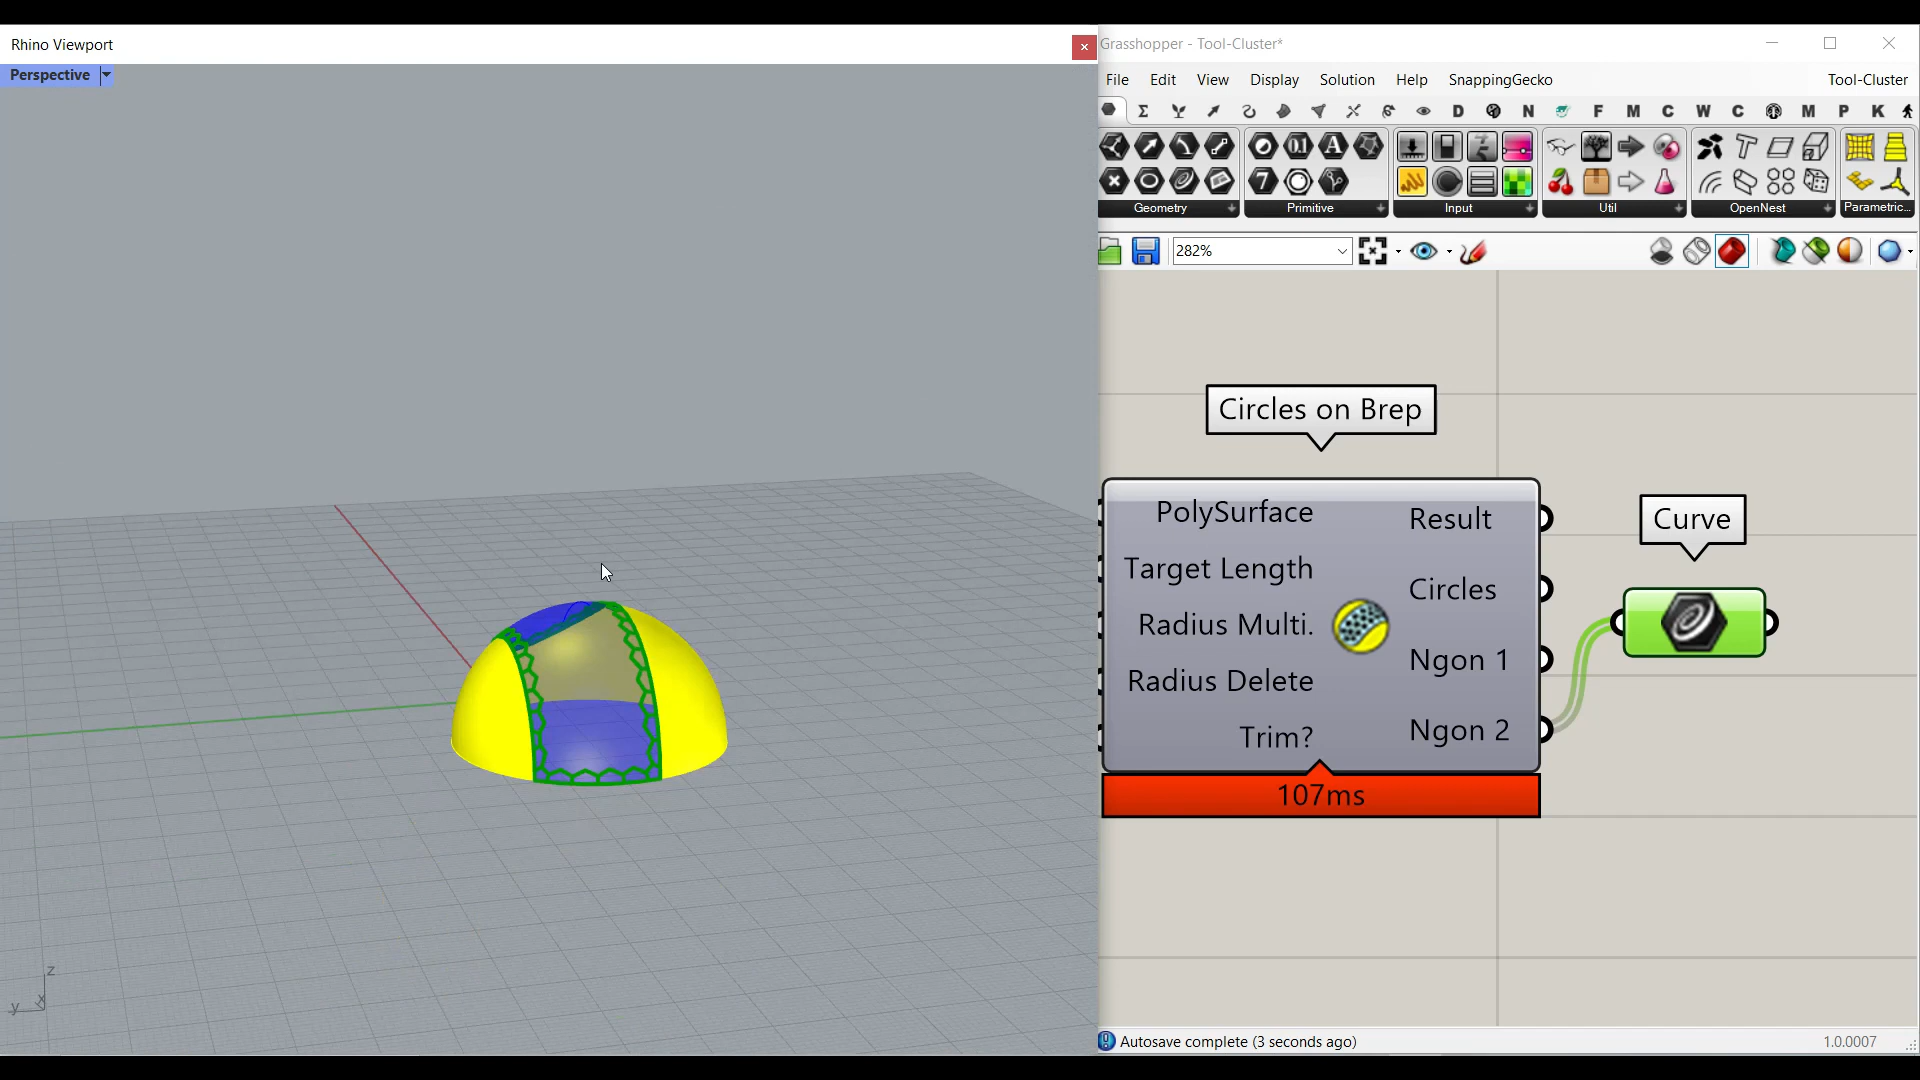 Rhino Viewport
Perspective
Grasshopper - Tool-Cluster*
File Edit View Display Solution Help SnappingGecko Tool-Cluster
D N F M C W C M P K
Geometry Primitive Input Util OpenNest Parametric...
282%
Circles on Brep
PolySurface
Target Length
Radius Multi.
Radius Delete
Trim?
Result
Circles
Ngon 1
Ngon 2
107ms
Curve
z
y x
Autosave complete (3 seconds ago)
1.0.0007